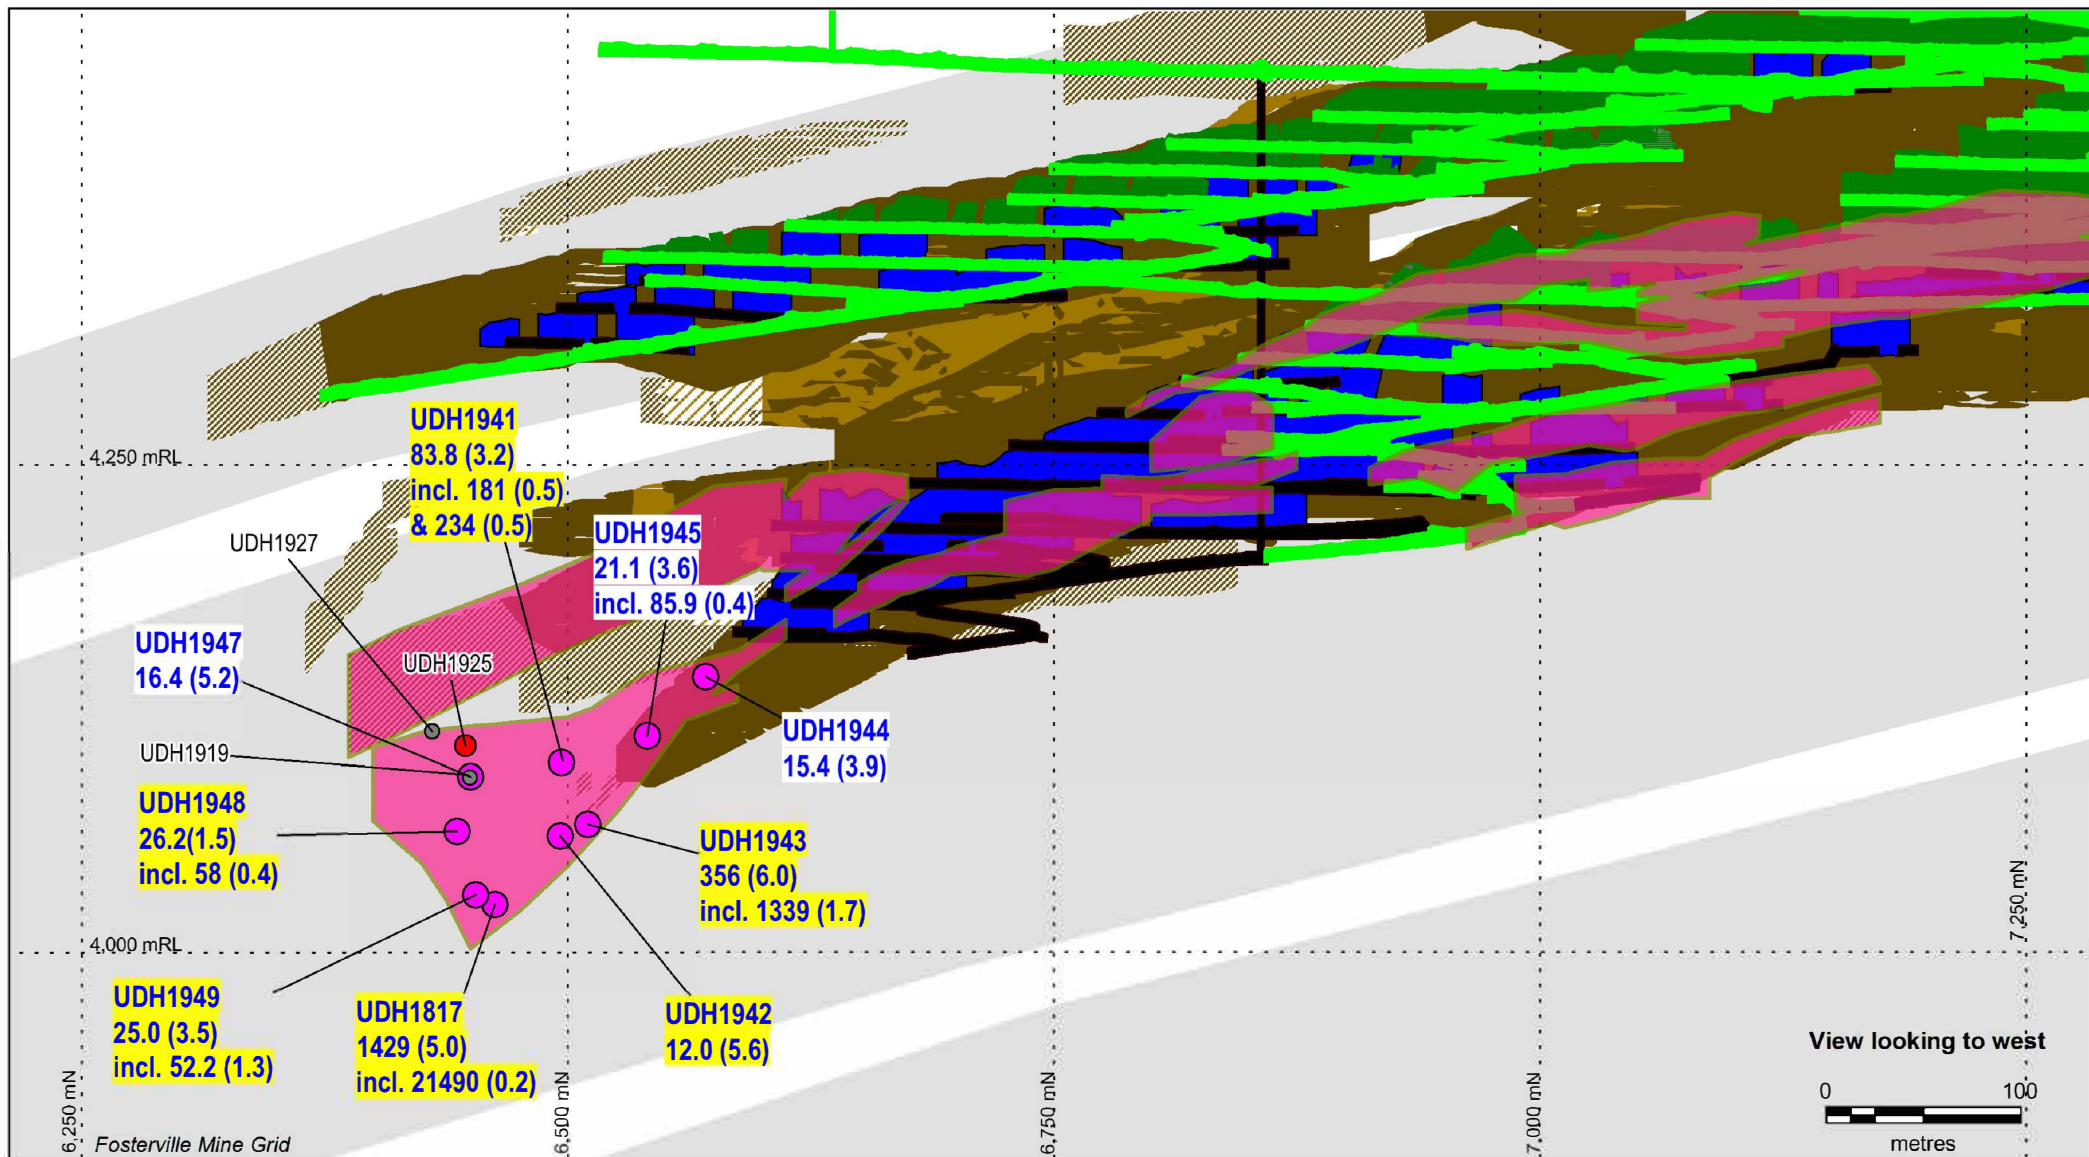 UDH1941
83.8 (3.2)
incl. 181 (0.5)
& 234 (0.5)
4,250 mRL
UDH1945
21.1 (3.6)
incl. 85.9 (0.4)
UDH1927
UDH1947
16.4 (5.2)
UDH1925
UDH1944
15.4 (3.9)
UDH1919
UDH1948
26.2(1.5)
incl. 58 (0.4)
UDH1943
356 (6.0)
incl. 1339 (1.7)
4,000 mRL
UDH1949
25.0 (3.5)
incl. 52.2 (1.3)
UDH1817
1429 (5.0)
incl. 21490 (0.2)
UDH1942
12.0 (5.6)
View looking to west
0 100
metres
6,250 mN
6,500 mN
6,750 mN
7,000 mN
7,250 mN
Fosterville Mine Grid